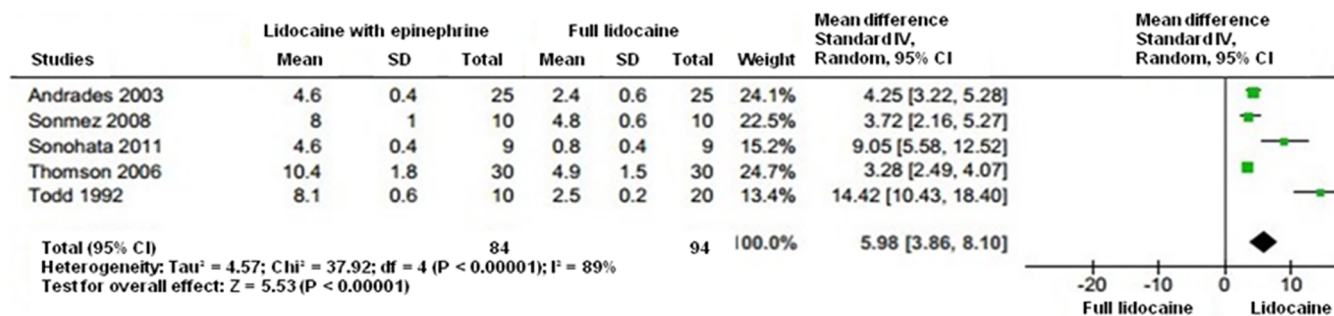 Lidocaine with epinephrine Full lidocaine Mean difference Mean difference
Standard IV, Standard IV,
Studies Mean SD Total Mean SD Total Weight Random, 95% CI Random, 95% CI
Andrades 2003 4.6 0.4 25 2.4 0.6 25 24.1% 4.25 [3.22, 5.28]
Sonmez 2008 8 1 10 4.8 0.6 10 22.5% 3.72 [2.16, 5.27]
Sonohata 2011 4.6 0.4 9 0.8 0.4 9 15.2% 9.05 [5.58, 12.52]
Thomson 2006 10.4 1.8 30 4.9 1.5 30 24.7% 3.28 [2.49, 4.07]
Todd 1992 8.1 0.6 10 2.5 0.2 20 13.4% 14.42 [10.43, 18.40]
Total (95% CI) 84 94 100.0% 5.98 [3.86, 8.10]
Heterogeneity: Tau² = 4.57; Chi² = 37.92; df = 4 (P < 0.00001); I² = 89%
Test for overall effect: Z = 5.53 (P < 0.00001)
-20 -10 0 10
Full lidocaine Lidocaine